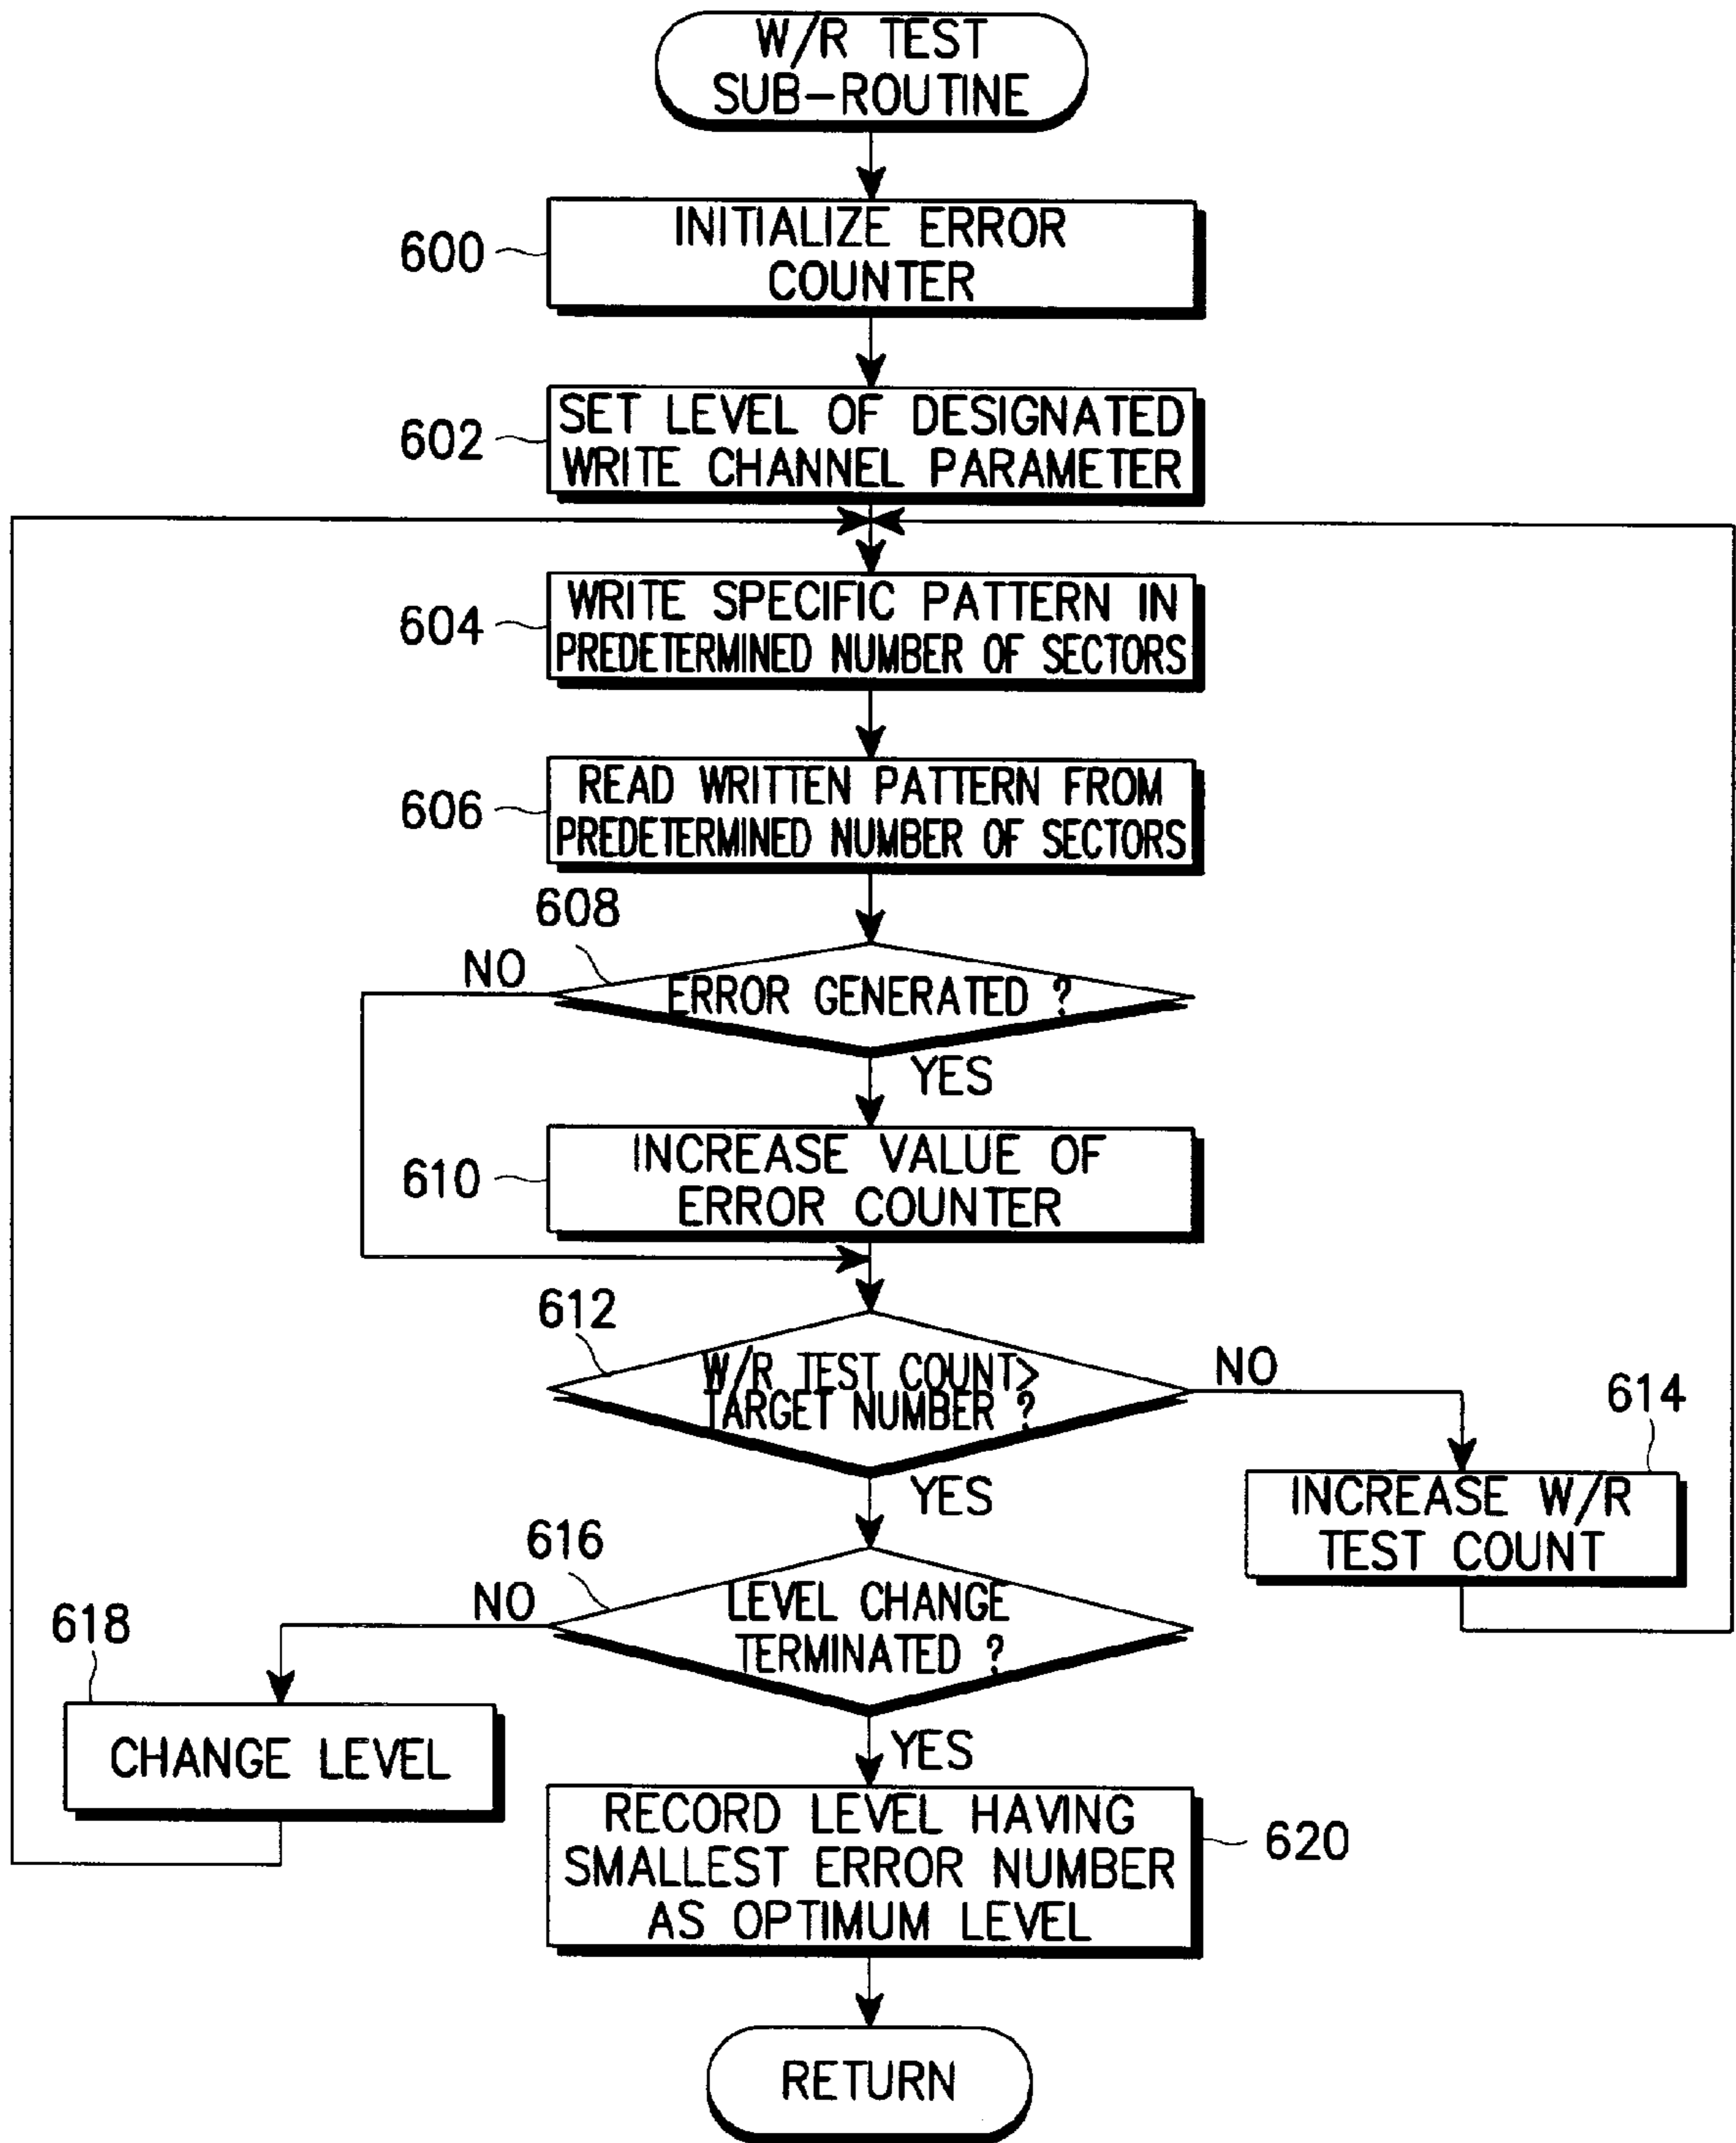 W/R TEST
SUB-ROUTINE
600
INITIALIZE ERROR
COUNTER
602
SET LEVEL OF DESIGNATED
WRITE CHANNEL PARAMETER
604
WRITE SPECIFIC PATTERN IN
PREDETERMINED NUMBER OF SECTORS
606
READ WRITTEN PATTERN FROM
PREDETERMINED NUMBER OF SECTORS
608
NO
ERROR GENERATED ?
YES
610
INCREASE VALUE OF
ERROR COUNTER
612
W/R TEST COUNT>
TARGET NUMBER ?
NO
614
YES
INCREASE W/R
TEST COUNT
616
NO
LEVEL CHANGE
TERMINATED ?
618
YES
CHANGE LEVEL
RECORD LEVEL HAVING
SMALLEST ERROR NUMBER
AS OPTIMUM LEVEL
620
RETURN